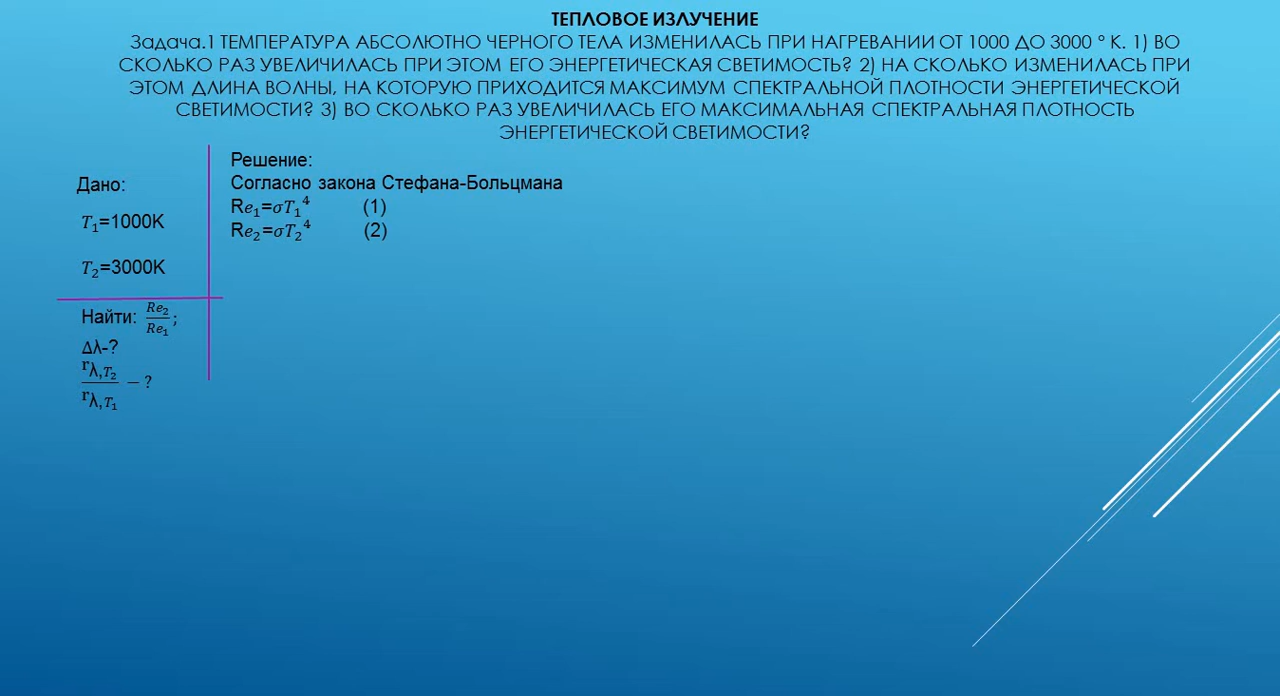 ТЕПЛОВОЕ ИЗЛУЧЕНИЕ
Задача.1 ТЕМПЕРАТУРА АБСОЛЮТНО ЧЕРНОГО ТЕЛА ИЗМЕНИЛАСЬ ПРИ НАГРЕВАНИИ ОТ 1000 ДО 3000 ° К. 1) ВО
СКОЛЬКО РАЗ УВЕЛИЧИЛАСЬ ПРИ ЭТОМ ЕГО ЭНЕРГЕТИЧЕСКАЯ СВЕТИМОСТЬ? 2) НА СКОЛЬКО ИЗМЕНИЛАСЬ ПРИ
ЭТОМ ДЛИНА ВОЛНЫ, НА КОТОРУЮ ПРИХОДИТСЯ МАКСИМУМ СПЕКТРАЛЬНОЙ ПЛОТНОСТИ ЭНЕРГЕТИЧЕСКОЙ
СВЕТИМОСТИ? 3) ВО СКОЛЬКО РАЗ УВЕЛИЧИЛАСЬ ЕГО МАКСИМАЛЬНАЯ СПЕКТРАЛЬНАЯ ПЛОТНОСТЬ
ЭНЕРГЕТИЧЕСКОЙ СВЕТИМОСТИ?
Дано:
𝑇₁=1000K
𝑇₂=3000K
Найти: 𝑅𝑒₂/𝑅𝑒₁;
Δλ-?
rλ,𝑇₂/rλ,𝑇₁ − ?
Решение:
Согласно закона Стефана-Больцмана
R𝑒₁=𝜎𝑇₁⁴ (1)
R𝑒₂=𝜎𝑇₂⁴ (2)